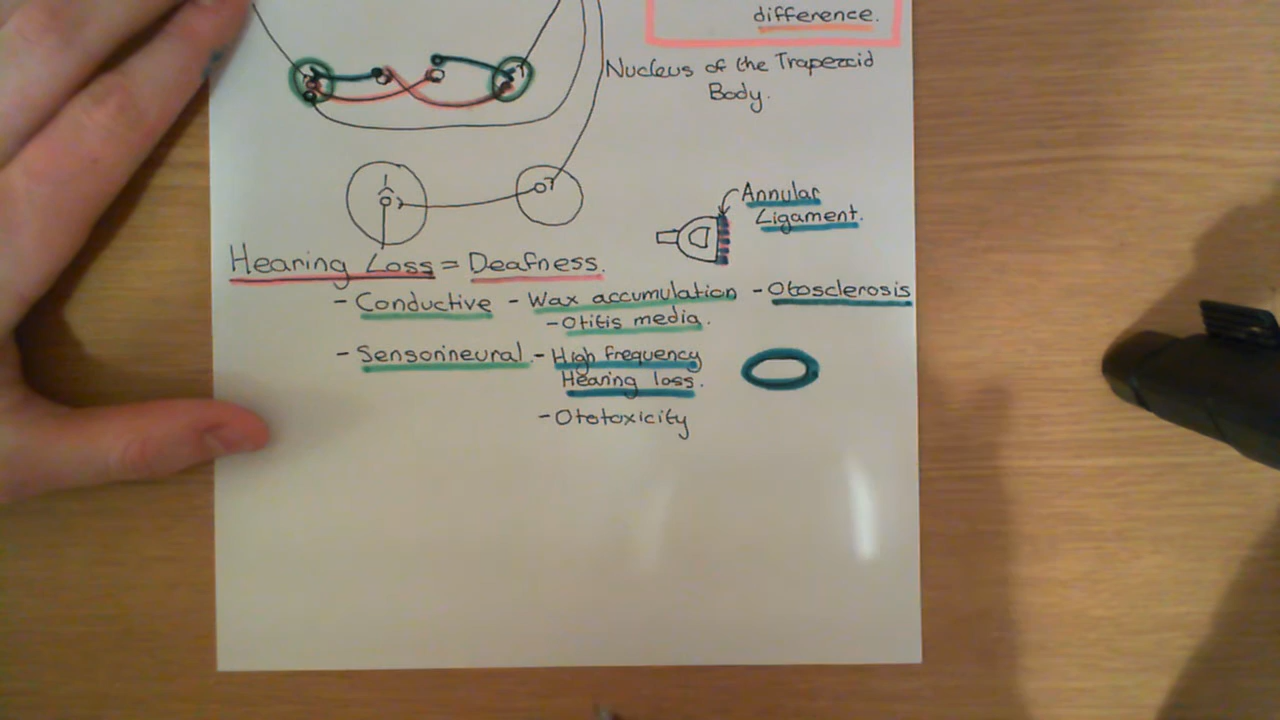 difference.
Nucleus of the Trapezoid
Body.
Annular
Ligament.
Hearing Loss = Deafness.
- Conductive - Wax accumulation - Otosclerosis
- Otitis media.
- Sensorineural. - High frequency
Hearing loss.
- Ototoxicity